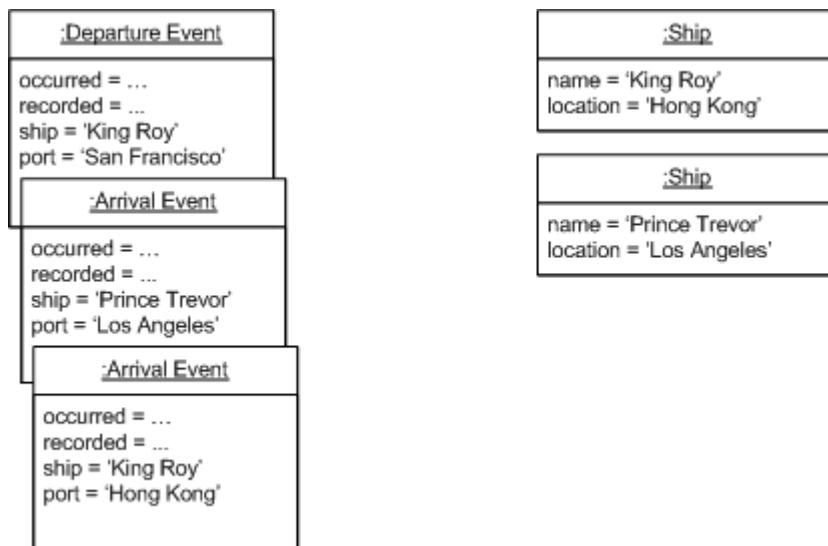 :Departure Event
occurred = …
recorded = ...
ship = 'King Roy'
port = 'San Francisco'
:Arrival Event
occurred = …
recorded = ...
ship = 'Prince Trevor'
port = 'Los Angeles'
:Arrival Event
occurred = …
recorded = ...
ship = 'King Roy'
port = 'Hong Kong'
:Ship
name = 'King Roy'
location = 'Hong Kong'
:Ship
name = 'Prince Trevor'
location = 'Los Angeles'